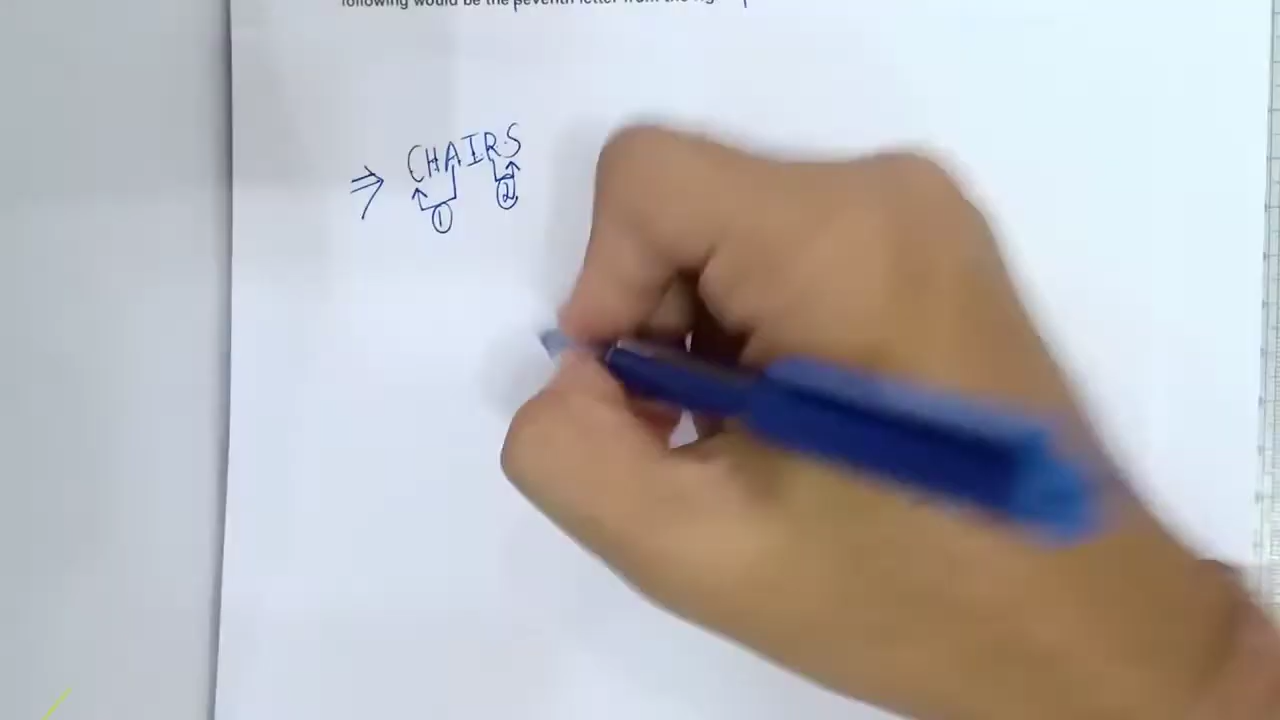 following would be the seventh letter from the
CHAIRS
① ②